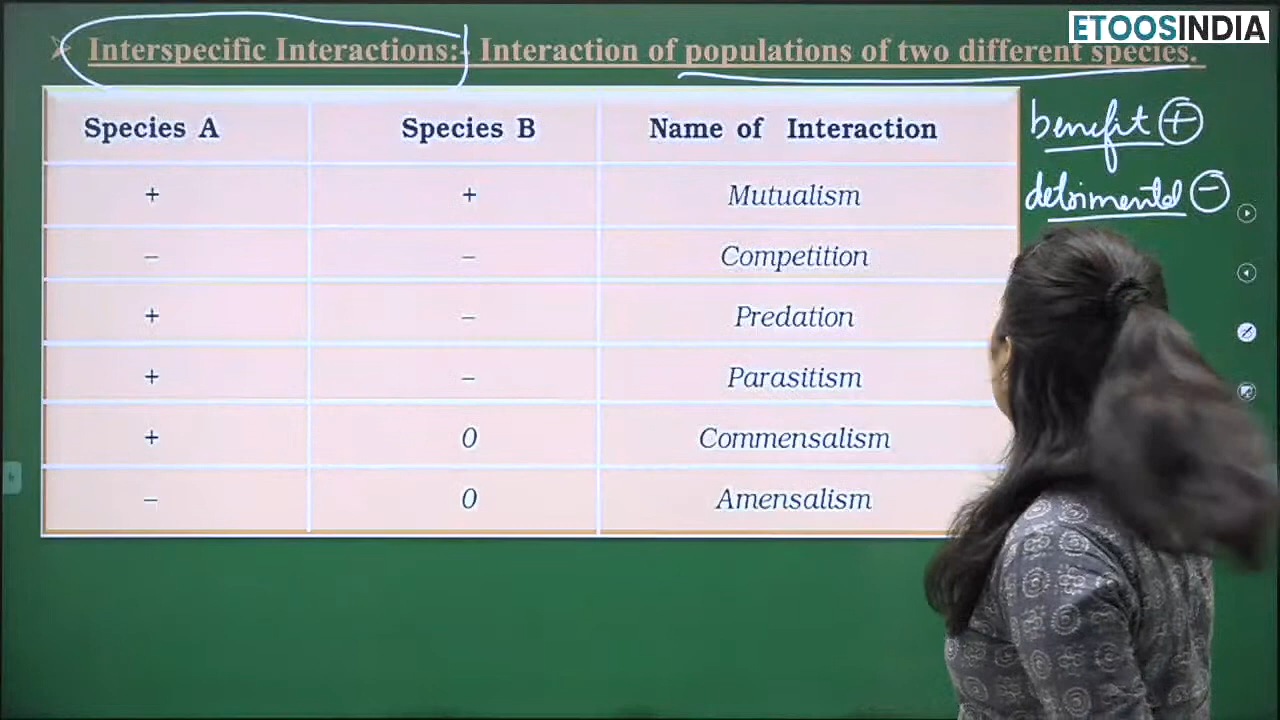 ETOOSINDIA
Interspecific Interactions:- Interaction of populations of two different species.
Species A Species B Name of Interaction
+ + Mutualism
– – Competition
+ – Predation
+ – Parasitism
+ 0 Commensalism
– 0 Amensalism
benefit +
detrimental –